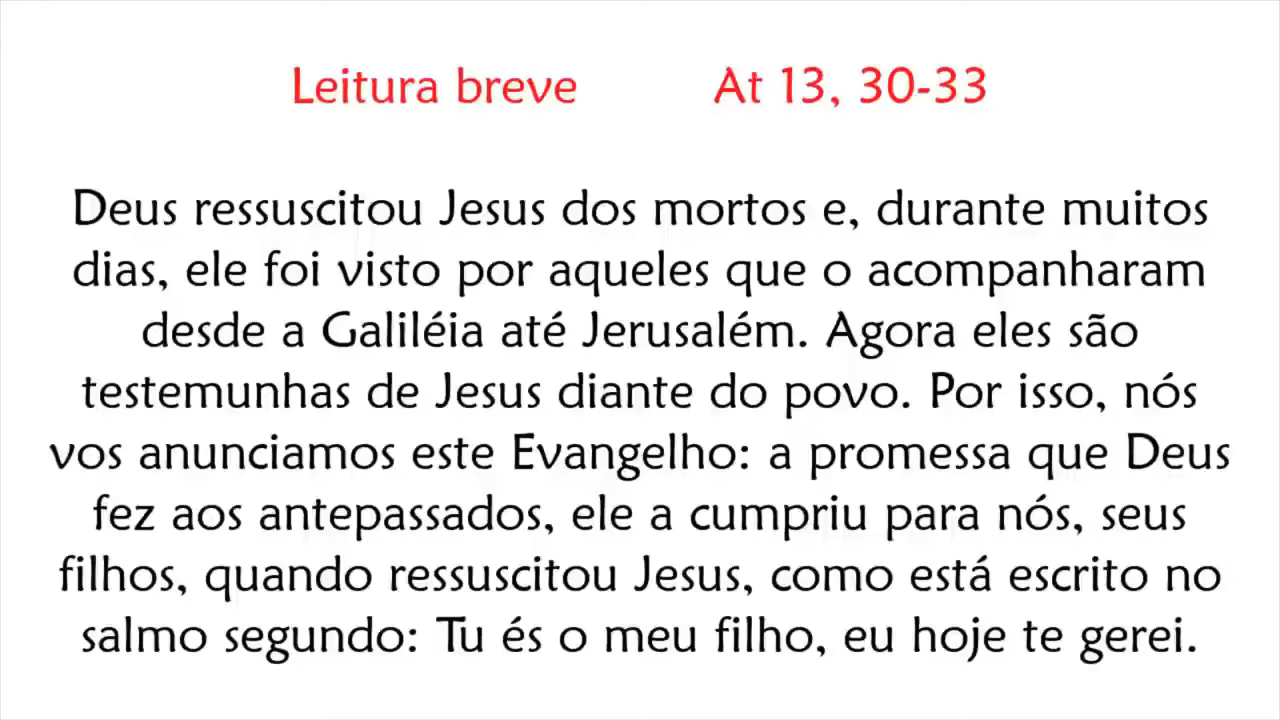 Leitura breve At 13, 30-33
Deus ressuscitou Jesus dos mortos e, durante muitos
dias, ele foi visto por aqueles que o acompanharam
desde a Galiléia até Jerusalém. Agora eles são
testemunhas de Jesus diante do povo. Por isso, nós
vos anunciamos este Evangelho: a promessa que Deus
fez aos antepassados, ele a cumpriu para nós, seus
filhos, quando ressuscitou Jesus, como está escrito no
salmo segundo: Tu és o meu filho, eu hoje te gerei.